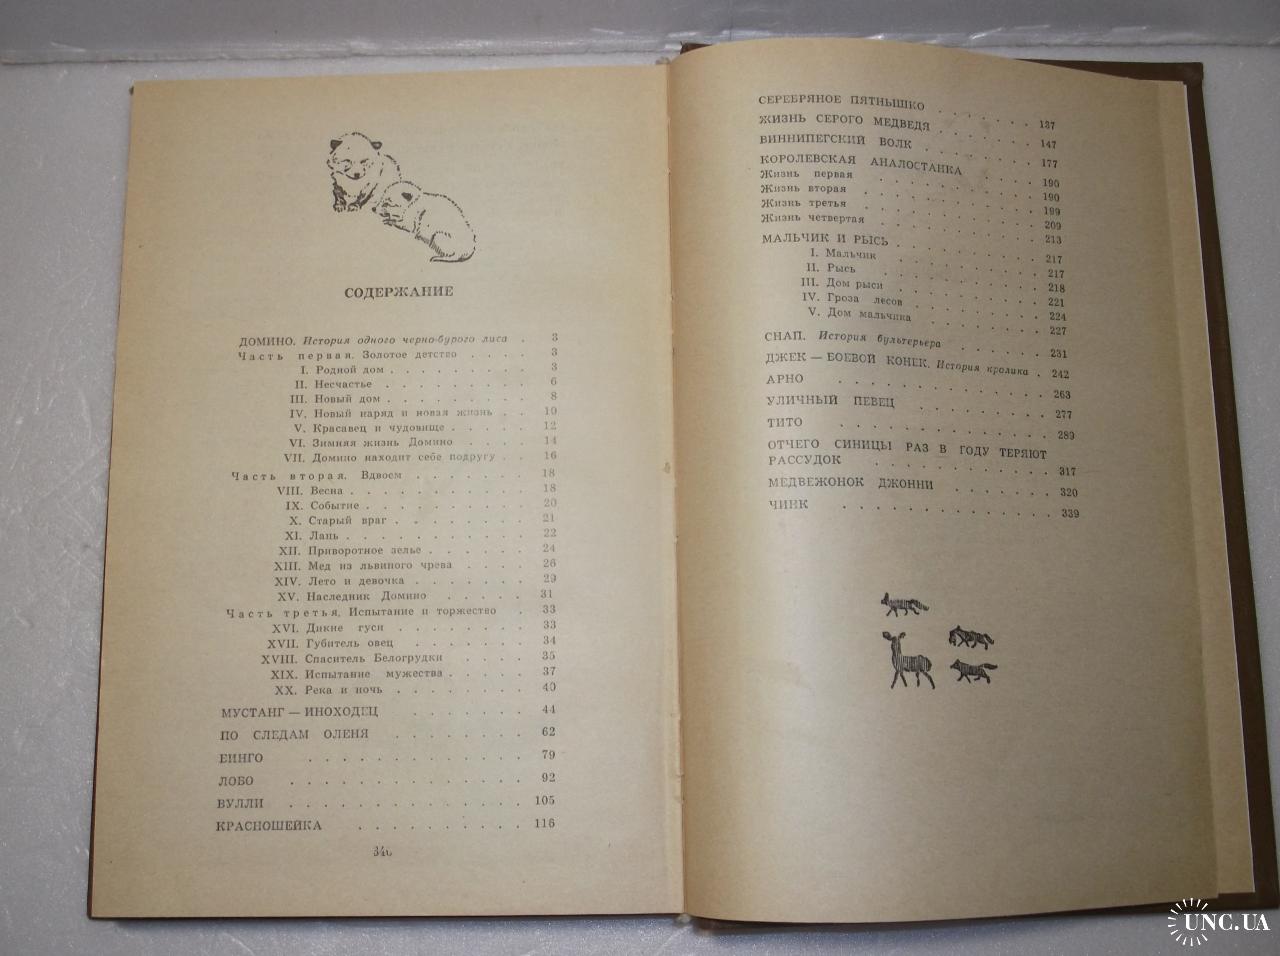 СОДЕРЖАНИЕ
ДОМИНО. История одного черно-бурого лиса . 3
Часть первая. Золотое детство . . . . 3
I. Родной дом . . . . . . . . 3
II. Несчастье . . . . . . . . 6
III. Новый дом . . . . . . . . 8
IV. Новый наряд и новая жизнь . . 10
V. Красавец и чудовище . . . . . 12
VI. Зимняя жизнь Домино . . . . 14
VII. Домино находит себе подругу . . 16
Часть вторая. Вдвоем . . . . . . . 18
VIII. Весна . . . . . . . . . . 18
IX. Событие . . . . . . . . . 20
X. Старый враг . . . . . . . 21
XI. Лань . . . . . . . . . . 22
XII. Приворотное зелье . . . . . . 24
XIII. Мед из львиного чрева . . . . 26
XIV. Лето и девочка . . . . . . . 29
XV. Наследник Домино . . . . . 31
Часть третья. Испытание и торжество . 33
XVI. Дикие гуси . . . . . . . . 33
XVII. Губитель овец . . . . . . . 34
XVIII. Спаситель Белогрудки . . . . 35
XIX. Испытание мужества . . . . . 37
XX. Река и ночь . . . . . . . . 40
МУСТАНГ — ИНОХОДЕЦ . . . . . . . 44
ПО СЛЕДАМ ОЛЕНЯ . . . . . . . . 62
БИНГО . . . . . . . . . . . . 79
ЛОБО . . . . . . . . . . . . . 92
ВУЛЛИ . . . . . . . . . . . . . 105
КРАСНОШЕЙКА . . . . . . . . . . 116
346
СЕРЕБРЯНОЕ ПЯТНЫШКО . . . . . . 137
ЖИЗНЬ СЕРОГО МЕДВЕДЯ . . . . . . 147
ВИННИПЕГСКИЙ ВОЛК . . . . . . . 177
КОРОЛЕВСКАЯ АНАЛОСТАНКА . . . . 190
Жизнь первая . . . . . . . . . 190
Жизнь вторая . . . . . . . . . 199
Жизнь третья . . . . . . . . . 209
Жизнь четвертая . . . . . . . . 213
МАЛЬЧИК И РЫСЬ . . . . . . . . 217
I. Мальчик . . . . . . . . 217
II. Рысь . . . . . . . . . 218
III. Дом рыси . . . . . . . 221
IV. Гроза лесов . . . . . . . 224
V. Дом мальчика . . . . . . 227
СНАП. История бультерьера . . . . . 231
ДЖЕК — БОЕВОЙ КОНЕК. История кролика . 242
АРНО . . . . . . . . . . . . 263
УЛИЧНЫЙ ПЕВЕЦ . . . . . . . . 277
ТИТО . . . . . . . . . . . . 289
ОТЧЕГО СИНИЦЫ РАЗ В ГОДУ ТЕРЯЮТ
РАССУДОК . . . . . . . . . . 317
МЕДВЕЖОНОК ДЖОННИ . . . . . . . 320
ЧИНК . . . . . . . . . . . . 339
UNC.UA